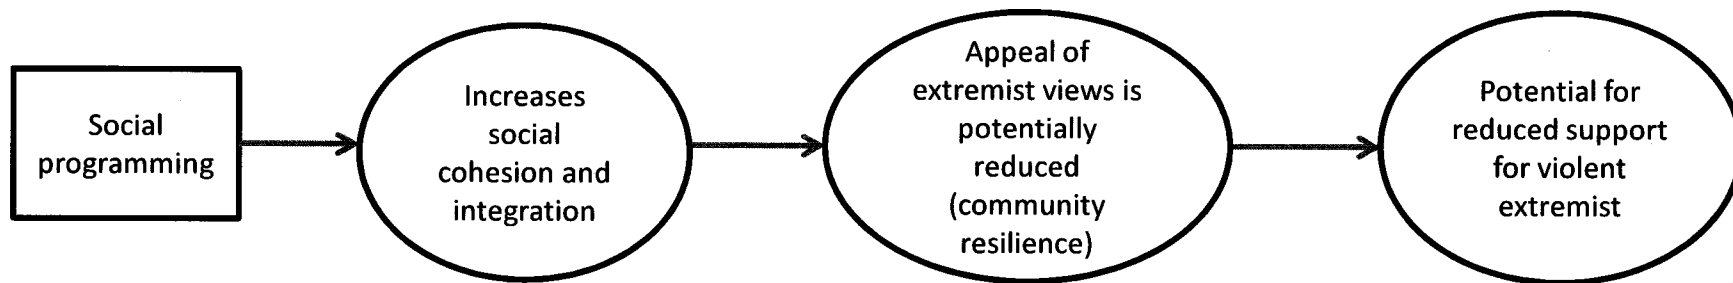 Social
programming
Increases
social
cohesion and
integration
Appeal of
extremist views is
potentially
reduced
(community
resilience)
Potential for
reduced support
for violent
extremist